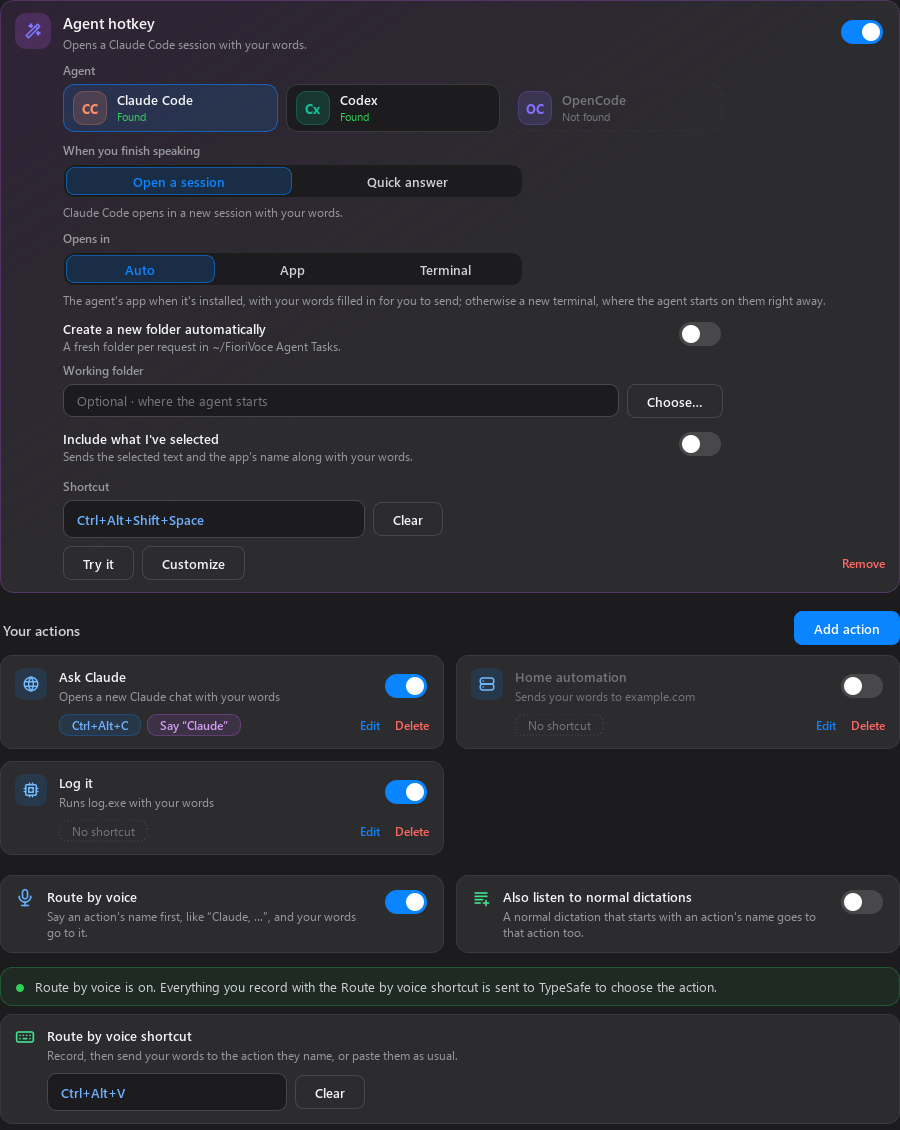 Agent hotkey
Opens a Claude Code session with your words.
Agent
CC
Claude Code
Found
Cx
Codex
Found
OC
OpenCode
Not found
When you finish speaking
Open a session
Quick answer
Claude Code opens in a new session with your words.
Opens in
Auto
App
Terminal
The agent's app when it's installed, with your words filled in for you to send; otherwise a new terminal, where the agent starts on them right away.
Create a new folder automatically
A fresh folder per request in ~/FioriVoce Agent Tasks.
Working folder
Optional · where the agent starts
Choose...
Include what I've selected
Sends the selected text and the app's name along with your words.
Shortcut
Ctrl+Alt+Shift+Space
Clear
Try it
Customize
Remove
Your actions
Add action
Ask Claude
Opens a new Claude chat with your words
Ctrl+Alt+C
Say “Claude”
Edit
Delete
Home automation
Sends your words to example.com
No shortcut
Edit
Delete
Log it
Runs log.exe with your words
No shortcut
Edit
Delete
Route by voice
Say an action's name first, like “Claude, ...”, and your words
go to it.
Also listen to normal dictations
A normal dictation that starts with an action's name goes to
that action too.
Route by voice is on. Everything you record with the Route by voice shortcut is sent to TypeSafe to choose the action.
Route by voice shortcut
Record, then send your words to the action they name, or paste them as usual.
Ctrl+Alt+V
Clear